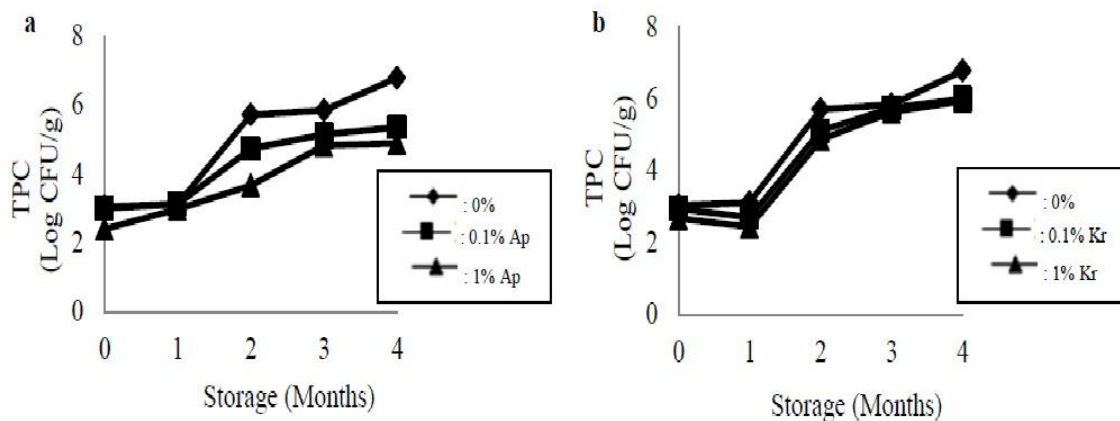 a
TPC
(Log CFU/g)
8
6
4
2
0
0 1 2 3 4
Storage (Months)
: 0%
: 0.1% Ap
: 1% Ap
b
TPC
(Log CFU/g)
8
6
4
2
0
0 1 2 3 4
Storage (Months)
: 0%
: 0.1% Kr
: 1% Kr